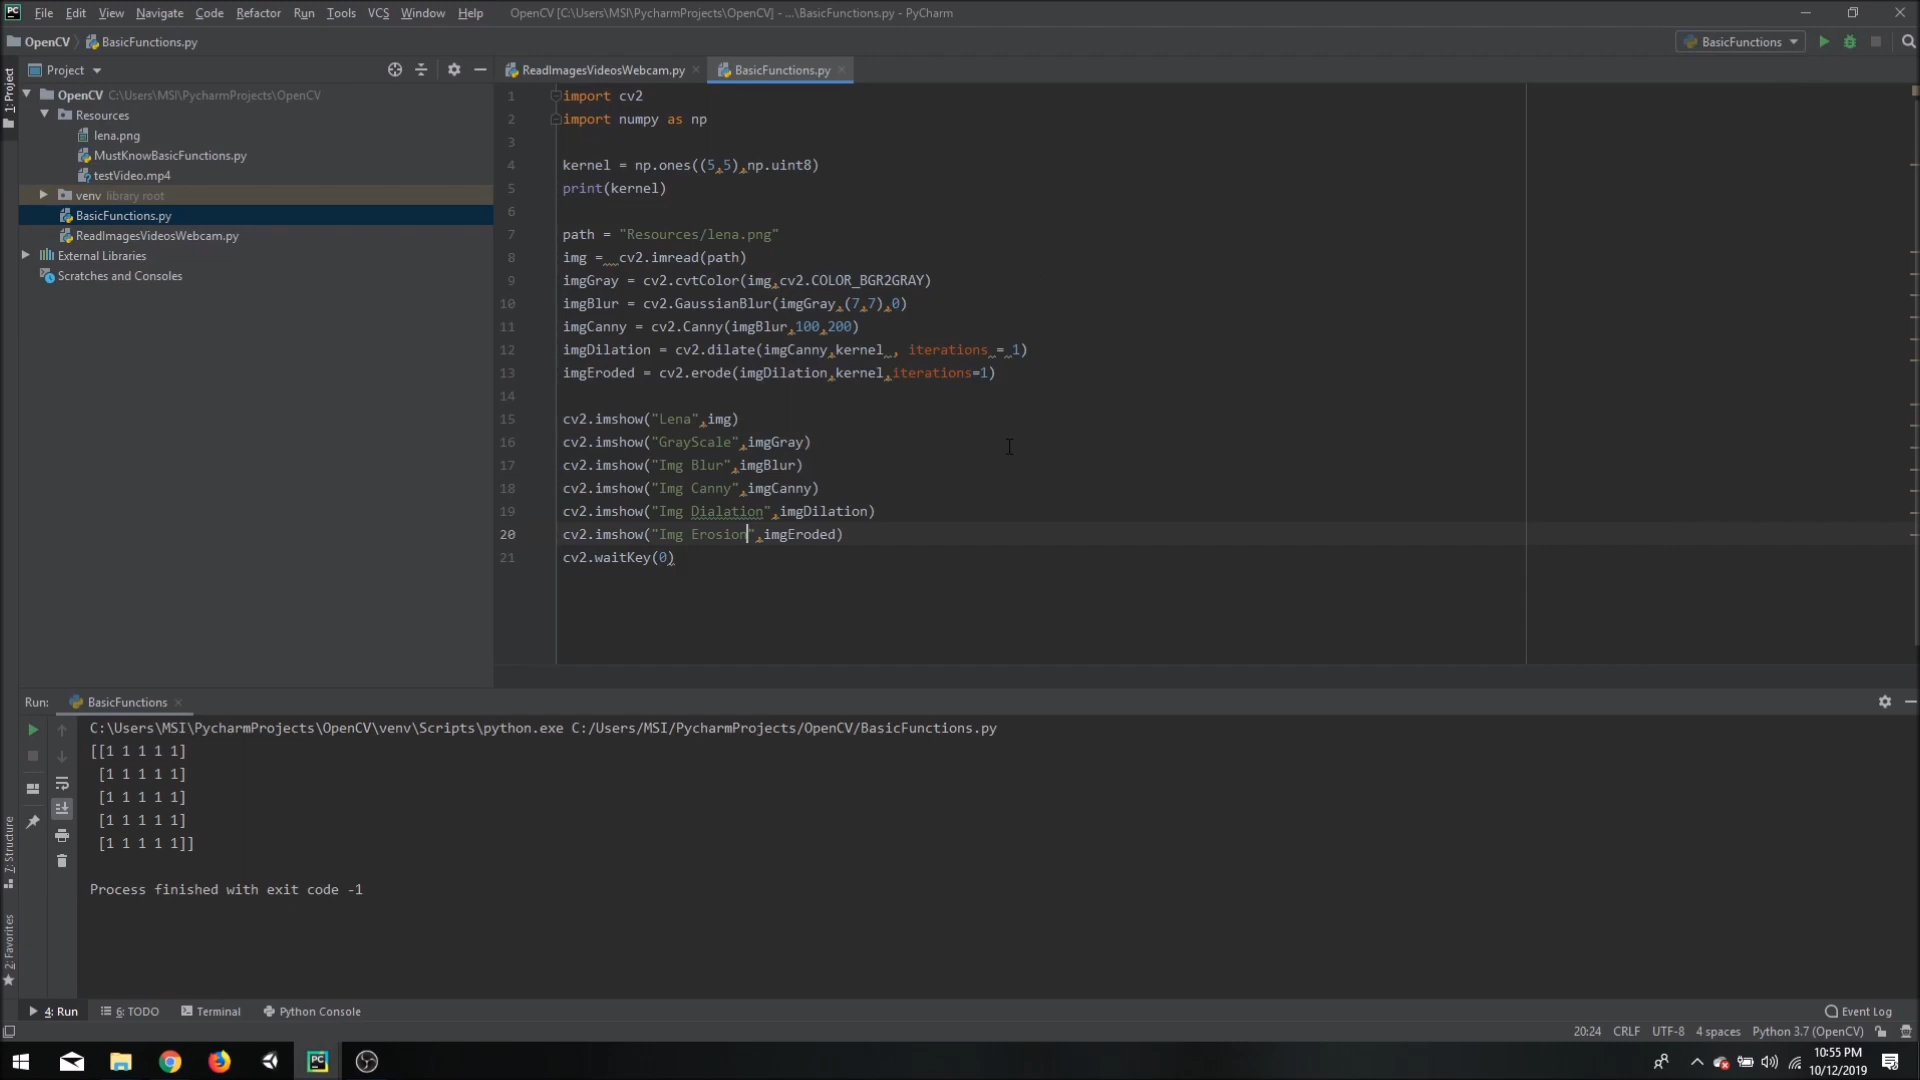 PC File Edit View Navigate Code Refactor Run Tools VCS Window Help OpenCV [C:\Users\MSI\PycharmProjects\OpenCV] - ...\BasicFunctions.py - PyCharm
OpenCV BasicFunctions.py BasicFunctions
Project ReadImagesVideosWebcam.py BasicFunctions.py
1: Project
OpenCV C:\Users\MSI\PycharmProjects\OpenCV
Resources
lena.png
MustKnowBasicFunctions.py
testVideo.mp4
venv library root
BasicFunctions.py
ReadImagesVideosWebcam.py
External Libraries
Scratches and Consoles
1 import cv2
2 import numpy as np
3
4 kernel = np.ones((5,5),np.uint8)
5 print(kernel)
6
7 path = "Resources/lena.png"
8 img =  cv2.imread(path)
9 imgGray = cv2.cvtColor(img,cv2.COLOR_BGR2GRAY)
10 imgBlur = cv2.GaussianBlur(imgGray,(7,7),0)
11 imgCanny = cv2.Canny(imgBlur,100,200)
12 imgDilation = cv2.dilate(imgCanny,kernel , iterations = 1)
13 imgEroded = cv2.erode(imgDilation,kernel,iterations=1)
14
15 cv2.imshow("Lena",img)
16 cv2.imshow("GrayScale",imgGray)
17 cv2.imshow("Img Blur",imgBlur)
18 cv2.imshow("Img Canny",imgCanny)
19 cv2.imshow("Img Dialation",imgDilation)
20 cv2.imshow("Img Erosion",imgEroded)
21 cv2.waitKey(0)
Run: BasicFunctions
C:\Users\MSI\PycharmProjects\OpenCV\venv\Scripts\python.exe C:/Users/MSI/PycharmProjects/OpenCV/BasicFunctions.py
[[1 1 1 1 1]
[1 1 1 1 1]
[1 1 1 1 1]
[1 1 1 1 1]
[1 1 1 1 1]]
Process finished with exit code -1
7: Structure
2: Favorites
4: Run 6: TODO Terminal Python Console Event Log
20:24 CRLF UTF-8 4 spaces Python 3.7 (OpenCV)
PC
10:55 PM
10/12/2019